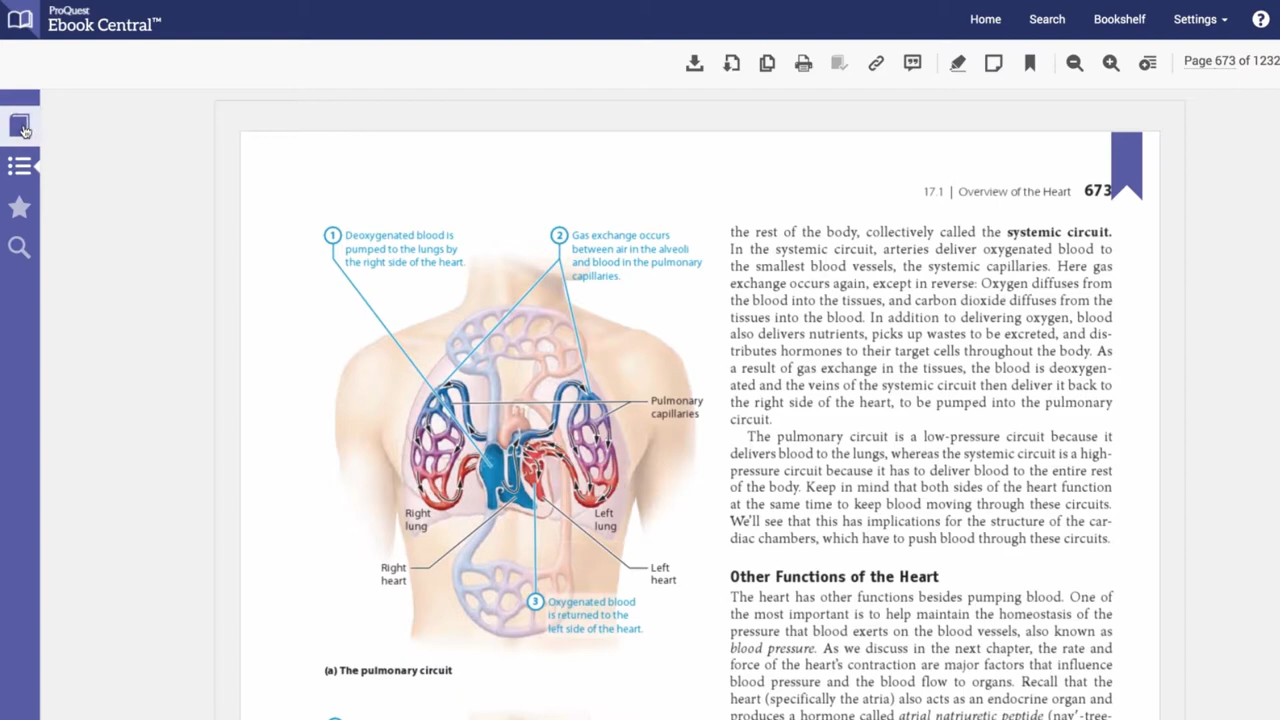 ProQuest
Ebook Central™
Home
Search
Bookshelf
Settings
?
Page 673 of 1232
17.1 | Overview of the Heart 673
1 Deoxygenated blood is
pumped to the lungs by
the right side of the heart.
2 Gas exchange occurs
between air in the alveoli
and blood in the pulmonary
capillaries.
Pulmonary
capillaries
Right
lung
Left
lung
Right
heart
Left
heart
3 Oxygenated blood
is returned to the
left side of the heart.
(a) The pulmonary circuit
the rest of the body, collectively called the systemic circuit.
In the systemic circuit, arteries deliver oxygenated blood to
the smallest blood vessels, the systemic capillaries. Here gas
exchange occurs again, except in reverse: Oxygen diffuses from
the blood into the tissues, and carbon dioxide diffuses from the
tissues into the blood. In addition to delivering oxygen, blood
also delivers nutrients, picks up wastes to be excreted, and dis-
tributes hormones to their target cells throughout the body. As
a result of gas exchange in the tissues, the blood is deoxygen-
ated and the veins of the systemic circuit then deliver it back to
the right side of the heart, to be pumped into the pulmonary
circuit.
The pulmonary circuit is a low-pressure circuit because it
delivers blood to the lungs, whereas the systemic circuit is a high-
pressure circuit because it has to deliver blood to the entire rest
of the body. Keep in mind that both sides of the heart function
at the same time to keep blood moving through these circuits.
We'll see that this has implications for the structure of the car-
diac chambers, which have to push blood through these circuits.
Other Functions of the Heart
The heart has other functions besides pumping blood. One of
the most important is to help maintain the homeostasis of the
pressure that blood exerts on the blood vessels, also known as
blood pressure. As we discuss in the next chapter, the rate and
force of the heart's contraction are major factors that influence
blood pressure and the blood flow to organs. Recall that the
heart (specifically the atria) also acts as an endocrine organ and
produces a hormone called atrial natriuretic peptide (nay′-tree-